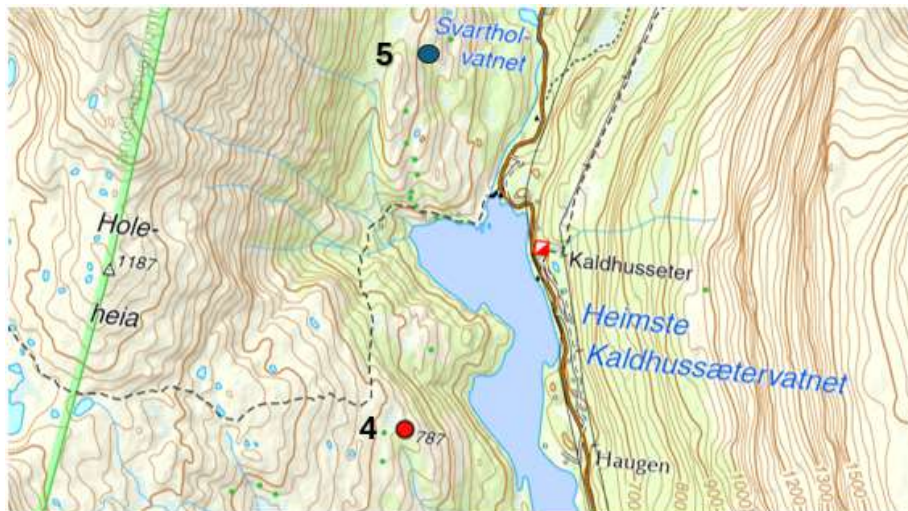 5
Svarthol-
vatnet
Hole-
1187
heia
Kaldhusseter
Heimste
Kaldhussætervatnet
4
787
Haugen
700
800
900
1000
1200
1300
1500